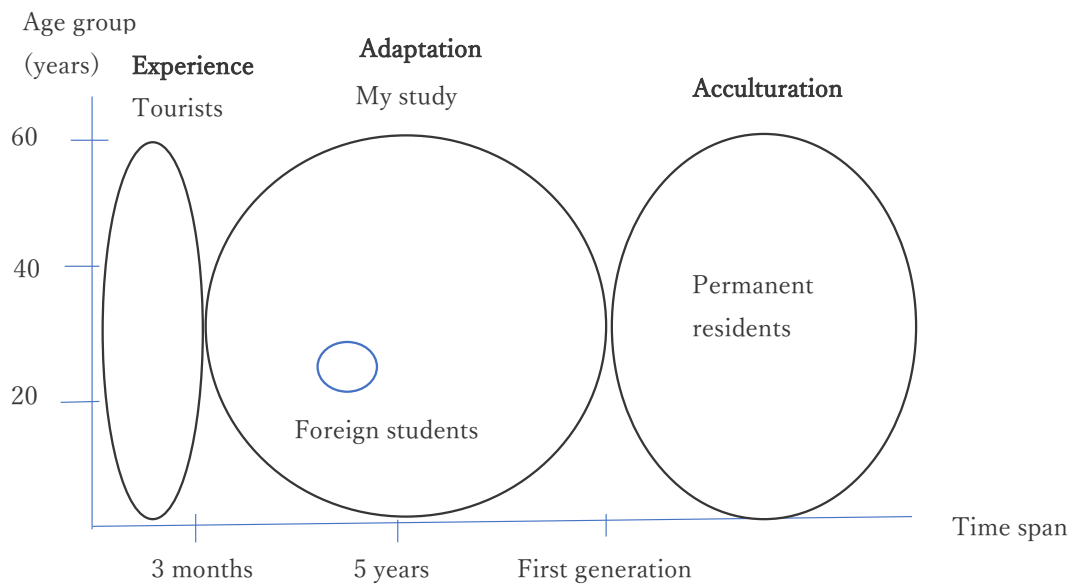 Age group
(years)
Experience
Tourists
Adaptation
My study
Acculturation
60
40
20
Permanent
residents
Foreign students
Time span
3 months
5 years
First generation